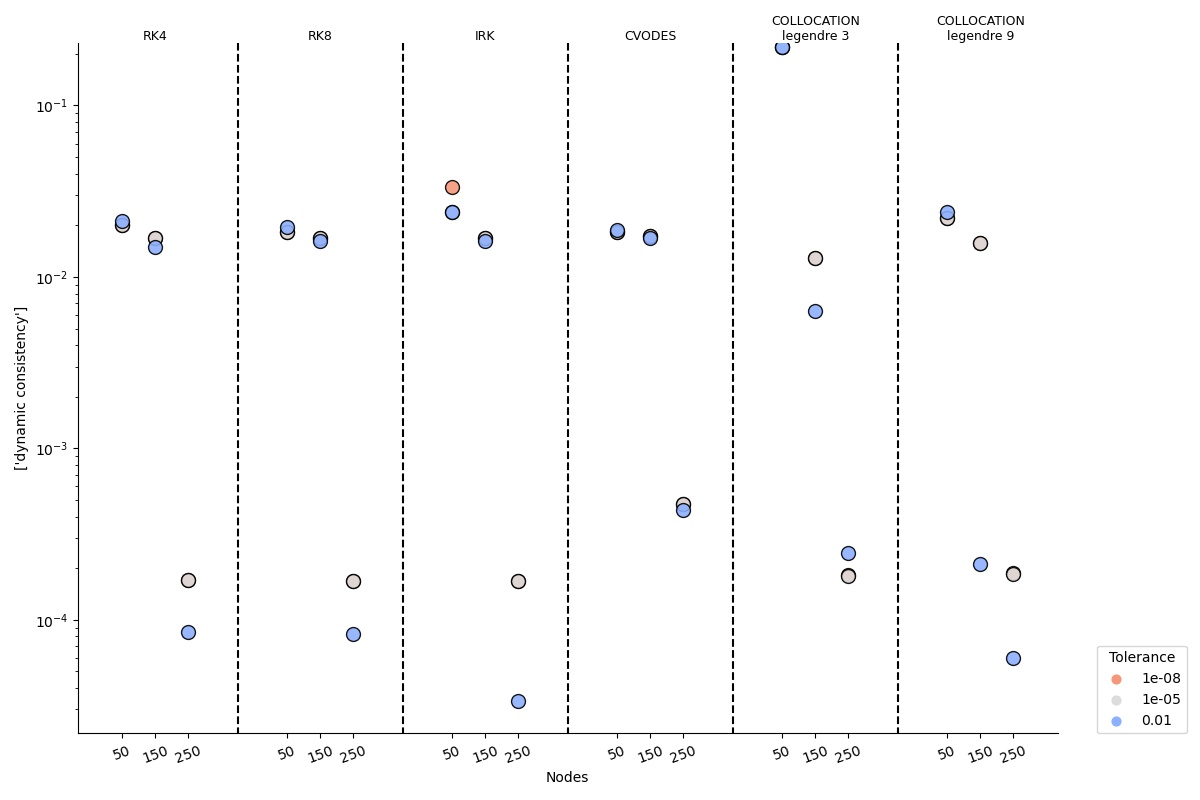 RK4
RK8
IRK
CVODES
COLLOCATION
legendre 3
COLLOCATION
legendre 9
10⁻¹
10⁻²
10⁻³
10⁻⁴
['dynamic consistency']
50 150 250
50 150 250
50 150 250
50 150 250
50 150 250
50 150 250
Nodes
Tolerance
1e-08
1e-05
0.01